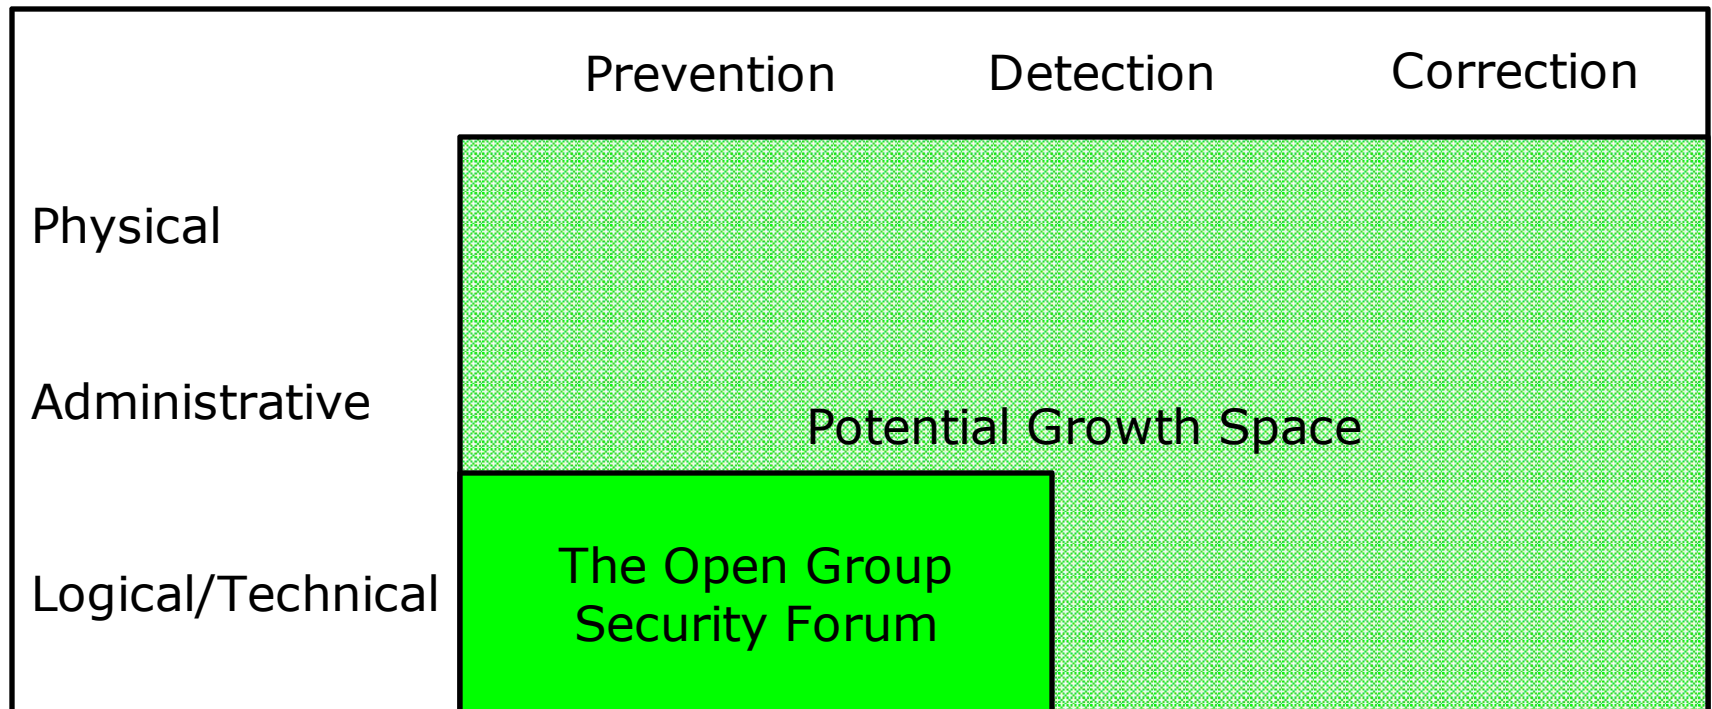 Prevention Detection Correction
Physical
Administrative
Potential Growth Space
Logical/Technical
The Open Group
Security Forum